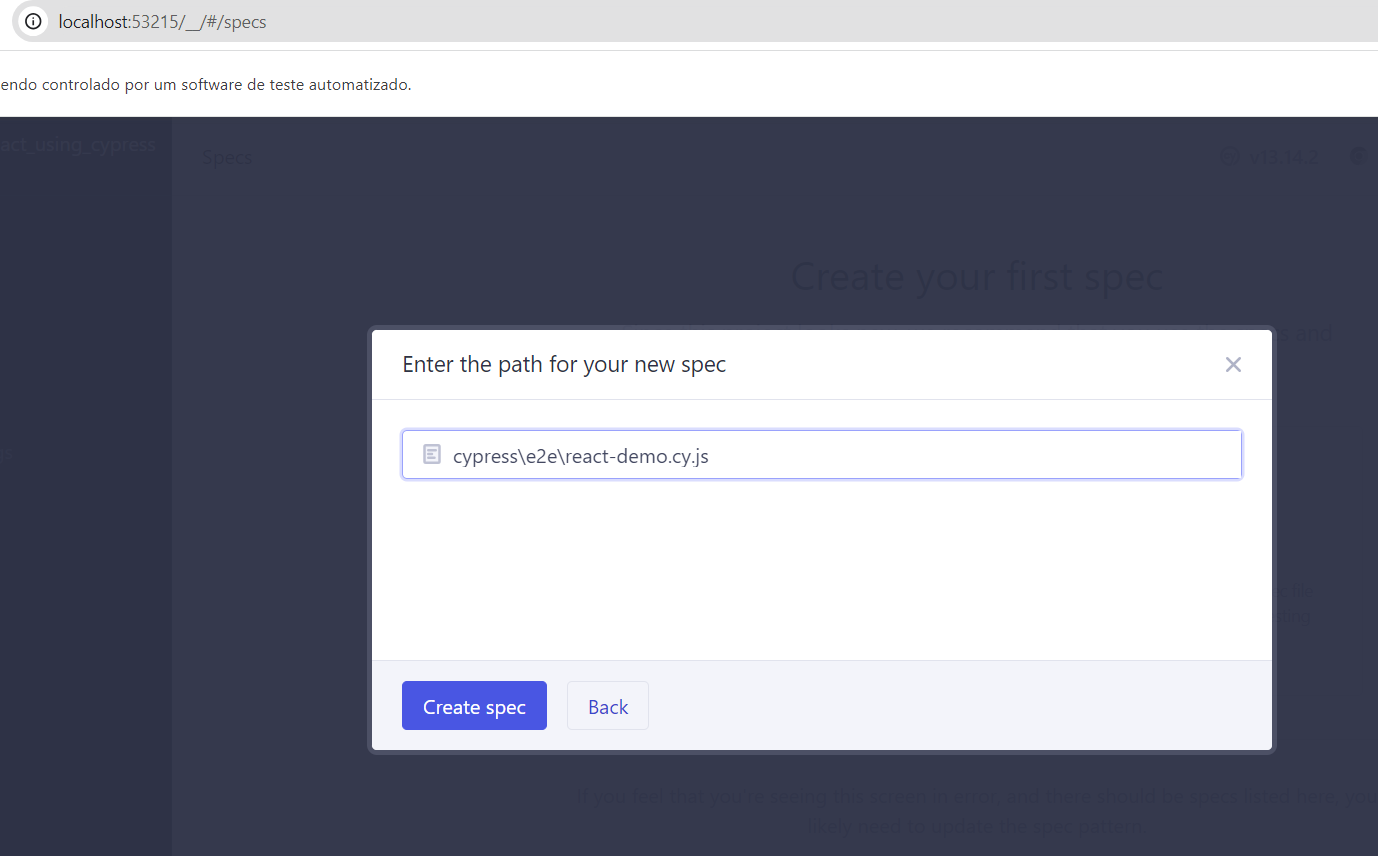 localhost:53215/__/#/specs
endo controlado por um software de teste automatizado.
act_using_cypress
Specs
v13.14.2
Create your first spec
s and
Enter the path for your new spec
cypress\e2e\react-demo.cy.js
Create spec
Back
If you feel that you're seeing this screen in error, and there should be specs listed here, you
likely need to update the spec pattern.